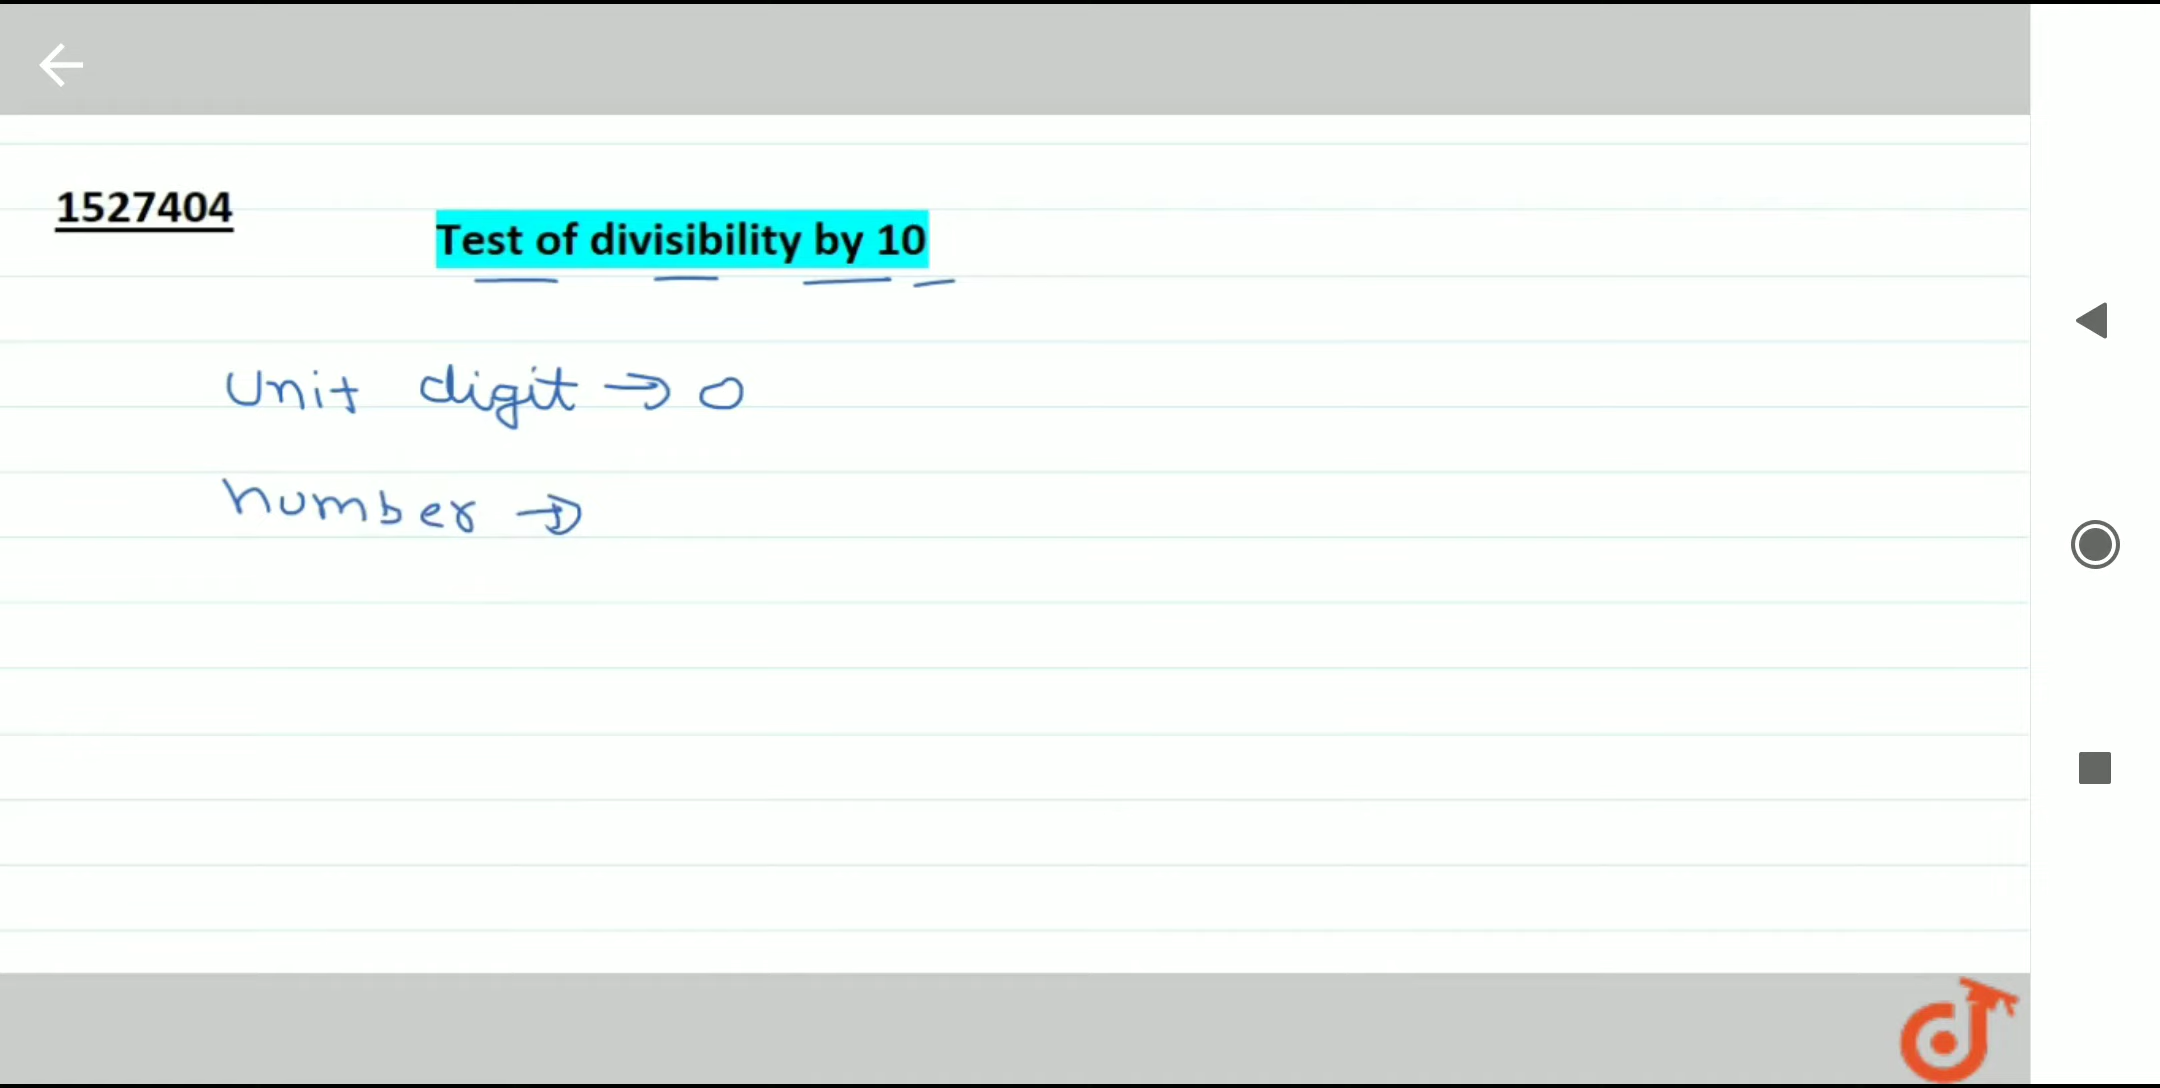 1527404
Test of divisibility by 10
Unit digit → 0
number →